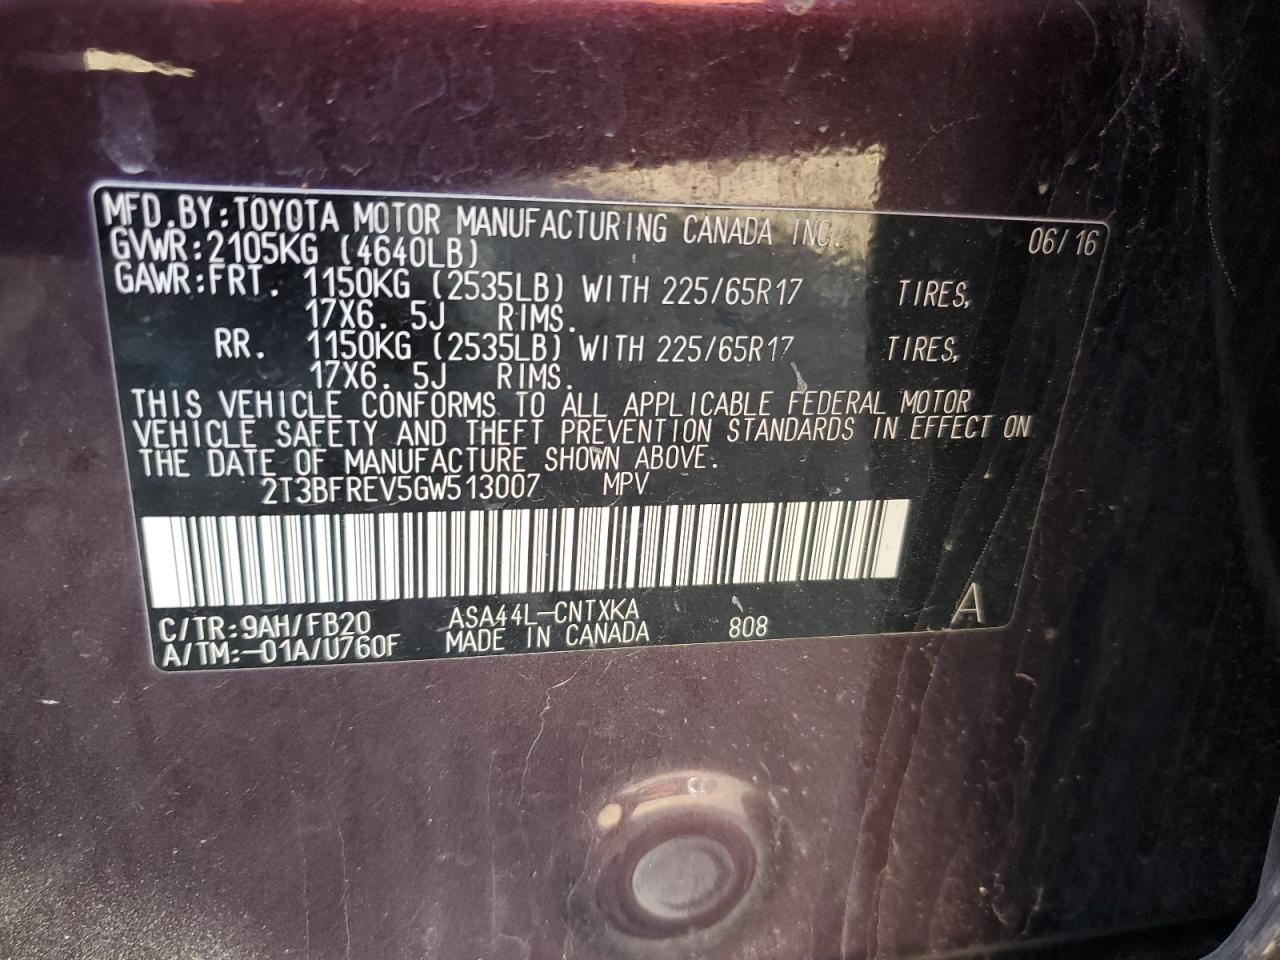 MFD.BY:TOYOTA MOTOR MANUFACTURING CANADA INC. 06/16
GVWR:2105KG (4640LB)
GAWR:FRT. 1150KG (2535LB) WITH 225/65R17 TIRES,
17X6. 5J RIMS.
RR. 1150KG (2535LB) WITH 225/65R17 TIRES,
17X6. 5J RIMS.
THIS VEHICLE CONFORMS TO ALL APPLICABLE FEDERAL MOTOR
VEHICLE SAFETY AND THEFT PREVENTION STANDARDS IN EFFECT ON
THE DATE OF MANUFACTURE SHOWN ABOVE.
2T3BFREV5GW513007 MPV
C/TR:9AH/FB20 ASA44L-CNTXKA
A/TM:-01A/U760F MADE IN CANADA 808 A